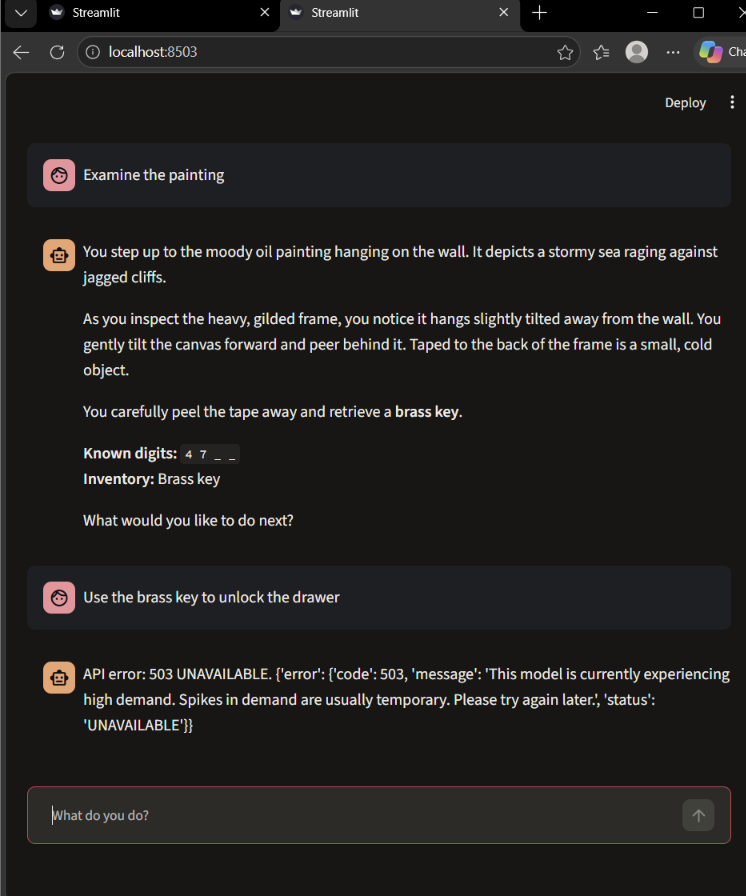 Streamlit
Streamlit
localhost:8503
Deploy
Examine the painting
You step up to the moody oil painting hanging on the wall. It depicts a stormy sea raging against
jagged cliffs.
As you inspect the heavy, gilded frame, you notice it hangs slightly tilted away from the wall. You
gently tilt the canvas forward and peer behind it. Taped to the back of the frame is a small, cold
object.
You carefully peel the tape away and retrieve a brass key.
Known digits: 4 7 _ _
Inventory: Brass key
What would you like to do next?
Use the brass key to unlock the drawer
API error: 503 UNAVAILABLE. {'error': {'code': 503, 'message': 'This model is currently experiencing
high demand. Spikes in demand are usually temporary. Please try again later.', 'status':
'UNAVAILABLE'}}
What do you do?